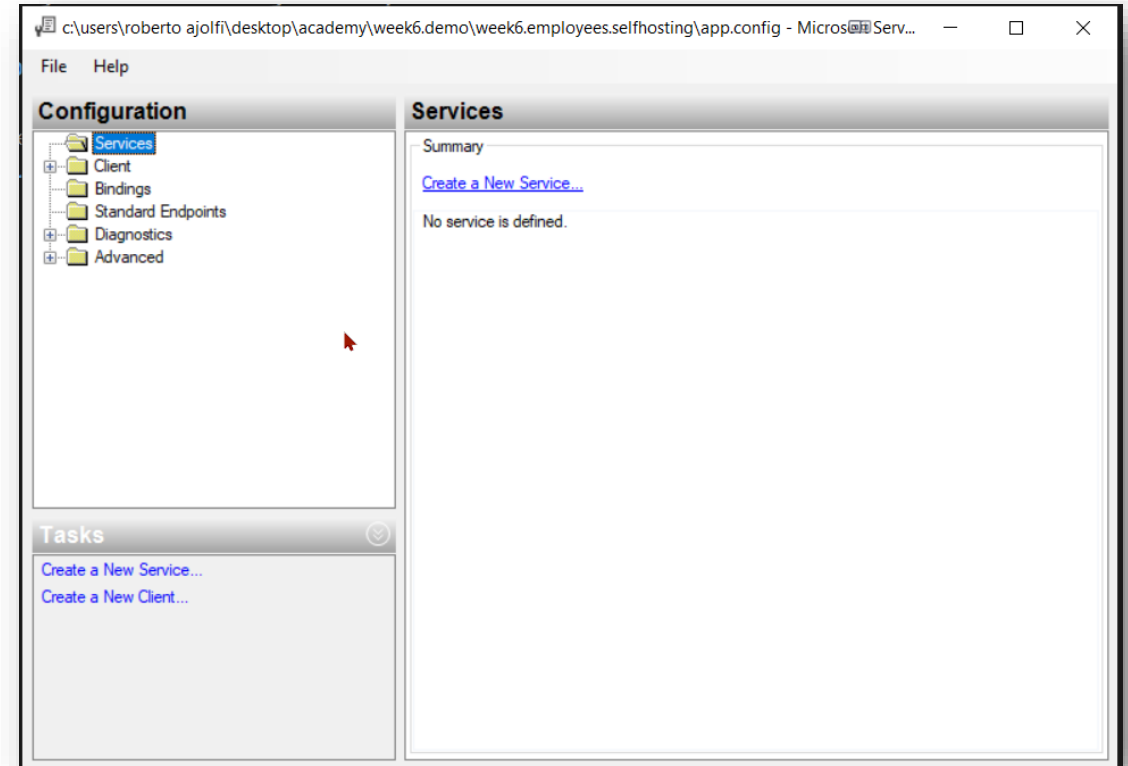 c:\users\roberto ajolfi\desktop\academy\week6.demo\week6.employees.selfhosting\app.config - Micros Serv...
File Help
Configuration
Services
Client
Bindings
Standard Endpoints
Diagnostics
Advanced
Tasks
Create a New Service...
Create a New Client...
Services
Summary
Create a New Service...
No service is defined.